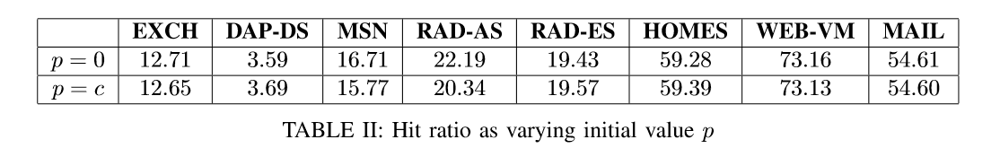 EXCH DAP-DS MSN RAD-AS RAD-ES HOMES WEB-VM MAIL
p = 0 12.71 3.59 16.71 22.19 19.43 59.28 73.16 54.61
p = c 12.65 3.69 15.77 20.34 19.57 59.39 73.13 54.60
TABLE II: Hit ratio as varying initial value p